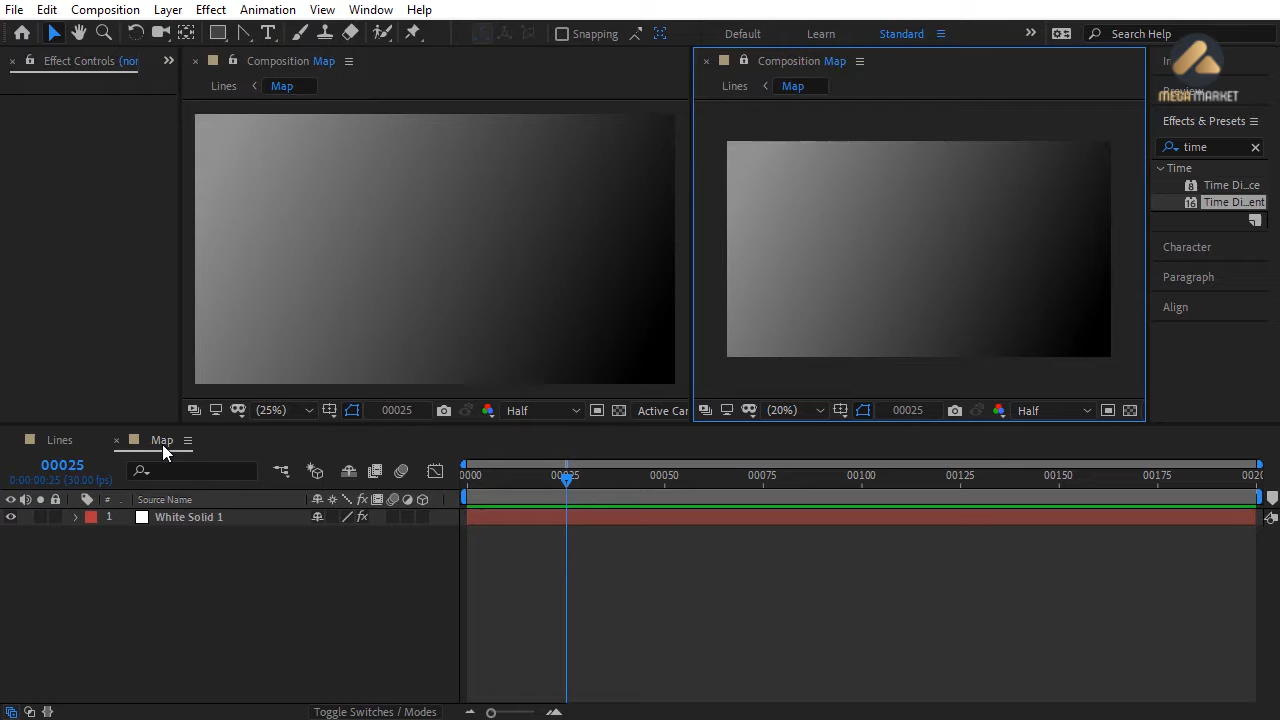 File Edit Composition Layer Effect Animation View Window Help
Snapping Default Learn Standard Search Help
MEGAMARKET
Effect Controls (nor
Composition Map
Lines Map
Composition Map
Lines Map
Effects & Presets
time
Time
Time Di...ce
Time Di...ent
Character
Paragraph
Align
(25%) 00025 Half Active Car
(20%) 00025 Half
Lines Map
00025
0:00:00:25 (30.00 fps)
0000 00025 00050 00075 00100 00125 00150 00175 0020
# Source Name
1 White Solid 1
Toggle Switches / Modes